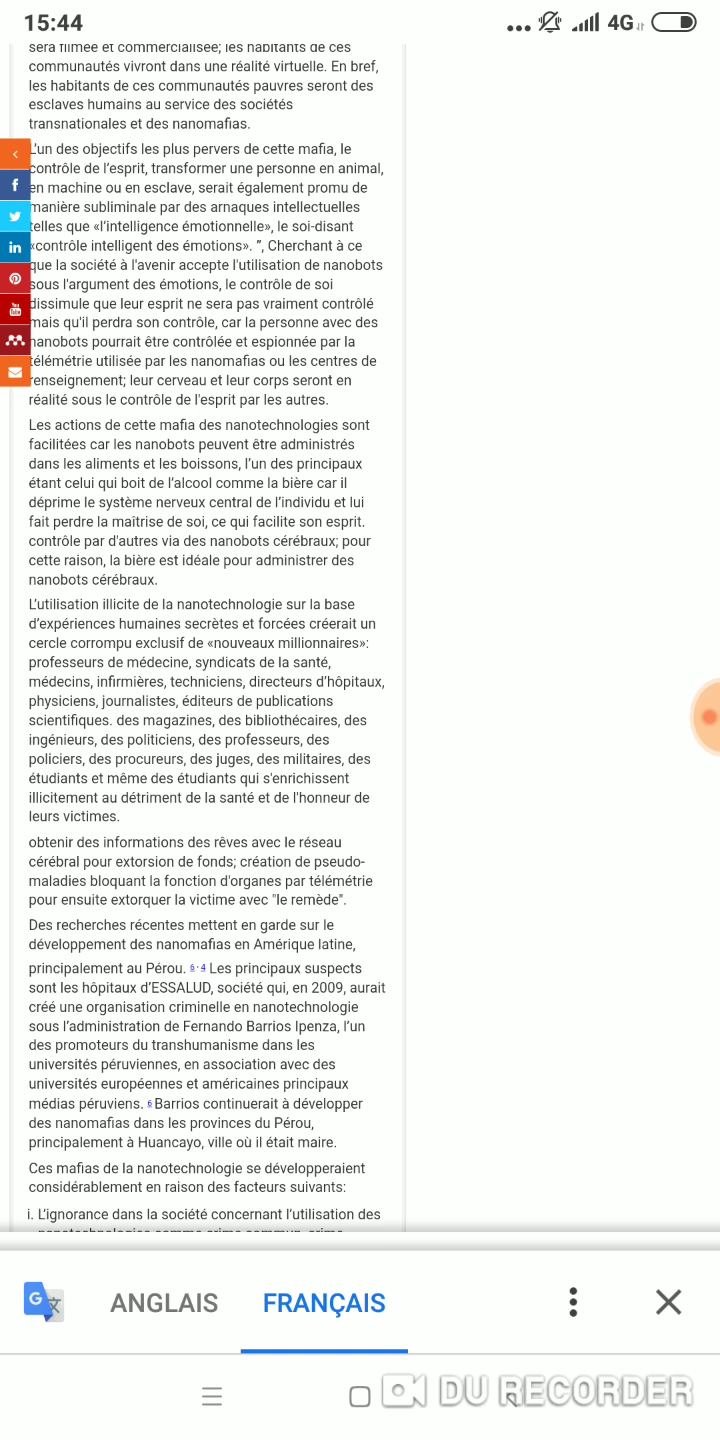 15:44
4G
sera filmée et commercialisée; les habitants de ces
communautés vivront dans une réalité virtuelle. En bref,
les habitants de ces communautés pauvres seront des
esclaves humains au service des sociétés
transnationales et des nanomafias.
L'un des objectifs les plus pervers de cette mafia, le
contrôle de l'esprit, transformer une personne en animal,
en machine ou en esclave, serait également promu de
manière subliminale par des arnaques intellectuelles
telles que «l'intelligence émotionnelle», le soi-disant
«contrôle intelligent des émotions». ", Cherchant à ce
que la société à l'avenir accepte l'utilisation de nanobots
sous l'argument des émotions, le contrôle de soi
dissimule que leur esprit ne sera pas vraiment contrôlé
mais qu'il perdra son contrôle, car la personne avec des
nanobots pourrait être contrôlée et espionnée par la
télémétrie utilisée par les nanomafias ou les centres de
renseignement; leur cerveau et leur corps seront en
réalité sous le contrôle de l'esprit par les autres.
Les actions de cette mafia des nanotechnologies sont
facilitées car les nanobots peuvent être administrés
dans les aliments et les boissons, l'un des principaux
étant celui qui boit de l'alcool comme la bière car il
déprime le système nerveux central de l'individu et lui
fait perdre la maîtrise de soi, ce qui facilite son esprit.
contrôle par d'autres via des nanobots cérébraux; pour
cette raison, la bière est idéale pour administrer des
nanobots cérébraux.
L'utilisation illicite de la nanotechnologie sur la base
d'expériences humaines secrètes et forcées créerait un
cercle corrompu exclusif de «nouveaux millionnaires»:
professeurs de médecine, syndicats de la santé,
médecins, infirmières, techniciens, directeurs d'hôpitaux,
physiciens, journalistes, éditeurs de publications
scientifiques. des magazines, des bibliothécaires, des
ingénieurs, des politiciens, des professeurs, des
policiers, des procureurs, des juges, des militaires, des
étudiants et même des étudiants qui s'enrichissent
illicitement au détriment de la santé et de l'honneur de
leurs victimes.
obtenir des informations des rêves avec le réseau
cérébral pour extorsion de fonds; création de pseudo-
maladies bloquant la fonction d'organes par télémétrie
pour ensuite extorquer la victime avec "le remède".
Des recherches récentes mettent en garde sur le
développement des nanomafias en Amérique latine,
principalement au Pérou. 6 · 4 Les principaux suspects
sont les hôpitaux d'ESSALUD, société qui, en 2009, aurait
créé une organisation criminelle en nanotechnologie
sous l'administration de Fernando Barrios Ipenza, l'un
des promoteurs du transhumanisme dans les
universités péruviennes, en association avec des
universités européennes et américaines principaux
médias péruviens. 6 Barrios continuerait à développer
des nanomafias dans les provinces du Pérou,
principalement à Huancayo, ville où il était maire.
Ces mafias de la nanotechnologie se développeraient
considérablement en raison des facteurs suivants:
i. L'ignorance dans la société concernant l'utilisation des
ANGLAIS FRANÇAIS
DU RECORDER